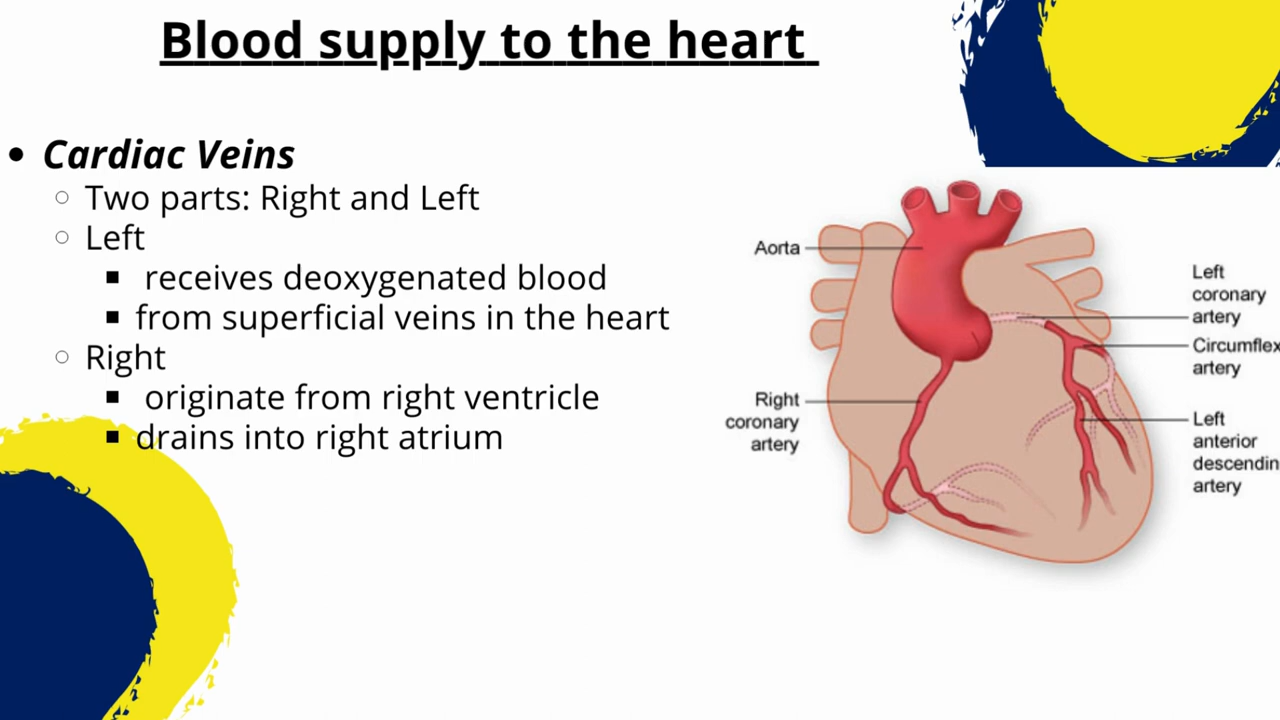 Blood supply to the heart
Cardiac Veins
Two parts: Right and Left
Left
receives deoxygenated blood
from superficial veins in the heart
Right
originate from right ventricle
drains into right atrium
Aorta
Right
coronary
artery
Left
coronary
artery
Circumflex
artery
Left
anterior
descendin
artery